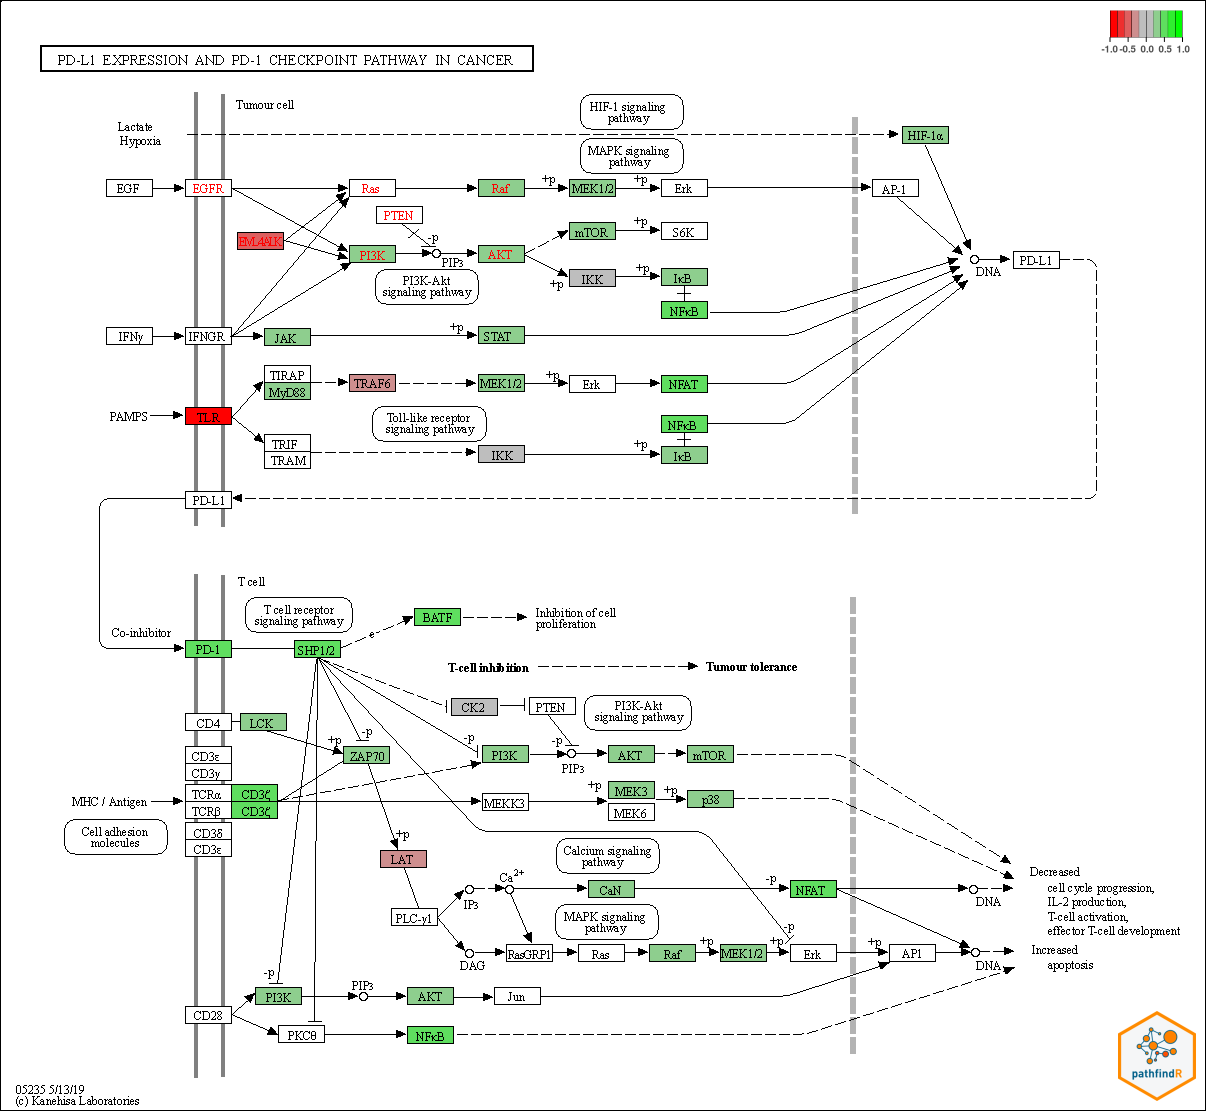 -1.0 -0.5 0.0 0.5 1.0
PD-L1 EXPRESSION AND PD-1 CHECKPOINT PATHWAY IN CANCER
Tumour cell
HIF-1 signaling
pathway
Lactate
Hypoxia
HIF-1α
MAPK signaling
pathway
EGF EGFR Ras Raf +p MEK1/2 +p Erk AP-1
PTEN
EML4ALK -p mTOR +p S6K
PI3K PIP3 AKT
DNA PD-L1
PI3K-Akt
signaling pathway
+p IKK +p IκB
NFκB
IFNγ IFNGR JAK +p STAT
TIRAP
MyD88 TRAF6 MEK1/2 +p Erk NFAT
PAMPS TLR
Toll-like receptor
signaling pathway
NFκB
TRIF
TRAM IKK +p IκB
PD-L1
T cell
T cell receptor
signaling pathway
BATF Inhibition of cell
proliferation
e
Co-inhibitor
PD-1 SHP1/2
T-cell inhibition Tumour tolerance
CK2 PTEN
PI3K-Akt
signaling pathway
CD4 LCK
+p -p -p -p
CD3ε ZAP70 PI3K PIP3 AKT mTOR
CD3γ
MHC / Antigen TCRα CD3ζ MEKK3 +p MEK3 +p p38
TCRβ CD3ζ MEK6
Cell adhesion
molecules
CD3δ
CD3ε
+p
LAT
Calcium signaling
pathway
Ca2+ CaN -p NFAT DNA
IP3
PLC-γ1
MAPK signaling
pathway
DAG RasGRP1 Ras Raf +p MEK1/2 +p -p Erk +p AP1 DNA
Decreased
cell cycle progression,
IL-2 production,
T-cell activation,
effector T-cell development
Increased
apoptosis
-p
PI3K PIP3 AKT Jun
CD28
PKCθ NFκB
pathfindR
05235 5/13/19
(c) Kanehisa Laboratories